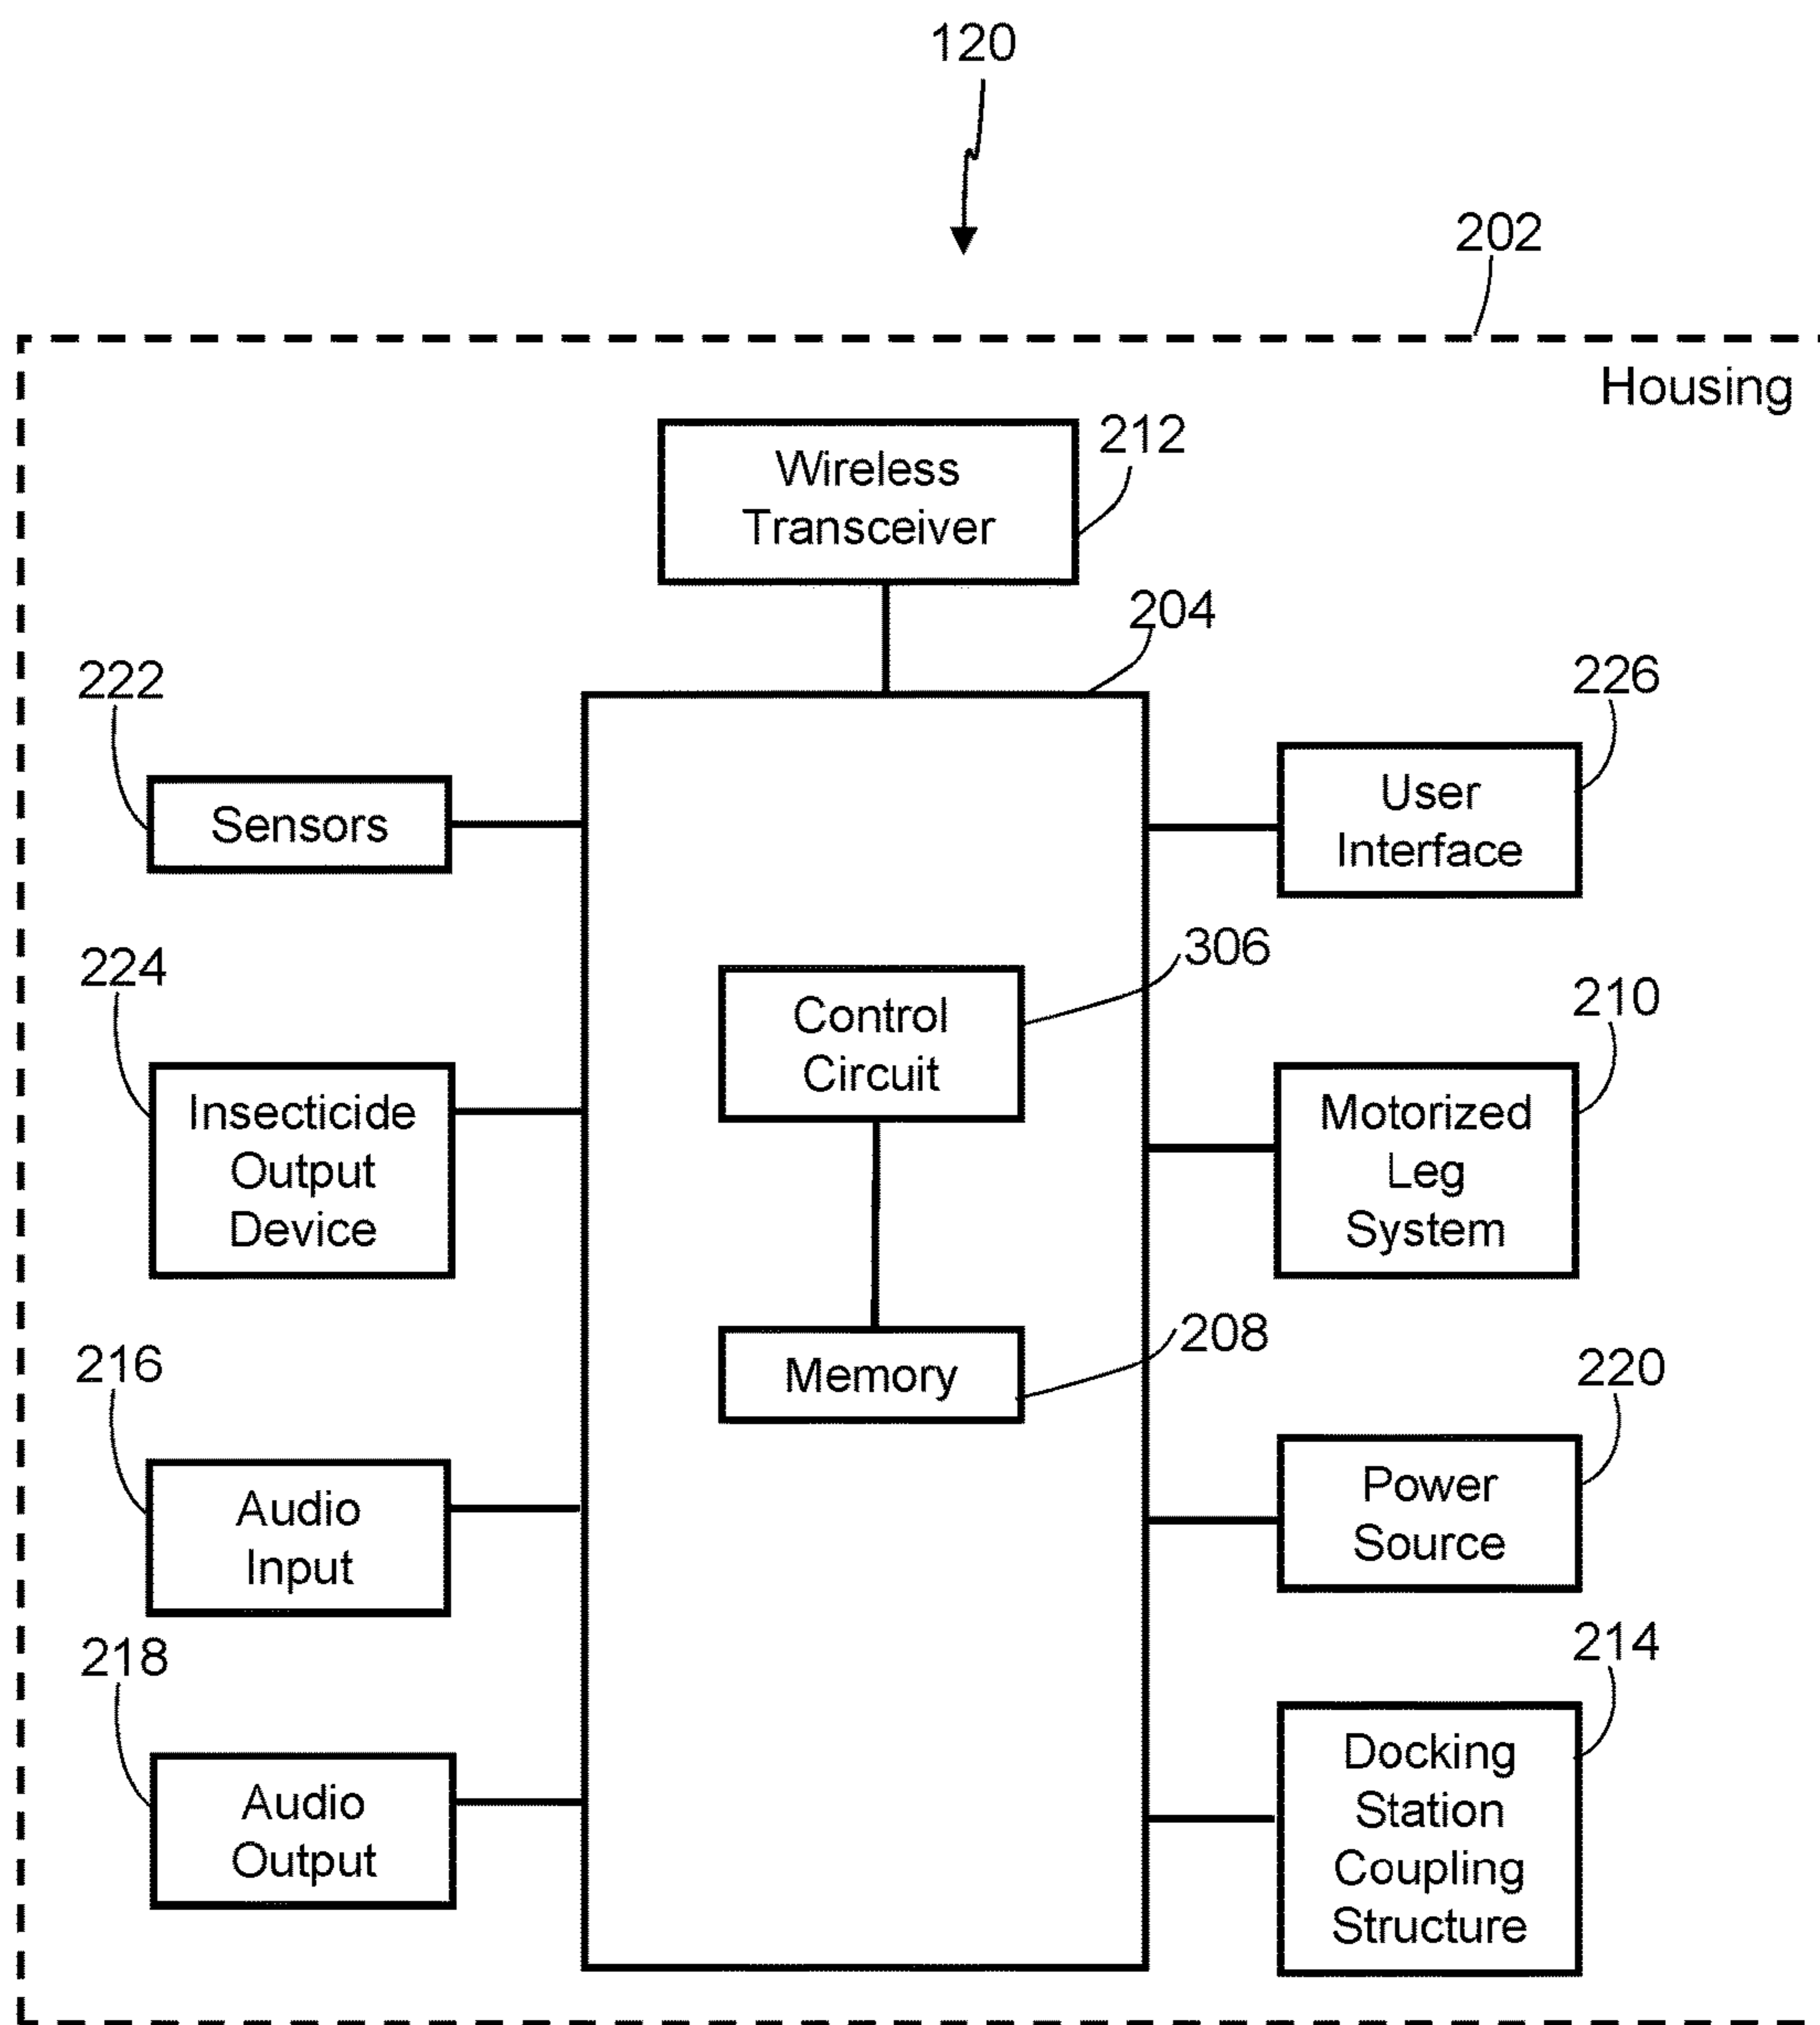 120
202
Housing
212
Wireless
Transceiver
204
222
Sensors
226
User
Interface
224
Insecticide
Output
Device
306
Control
Circuit
210
Motorized
Leg
System
208
Memory
216
Audio
Input
220
Power
Source
218
Audio
Output
214
Docking
Station
Coupling
Structure